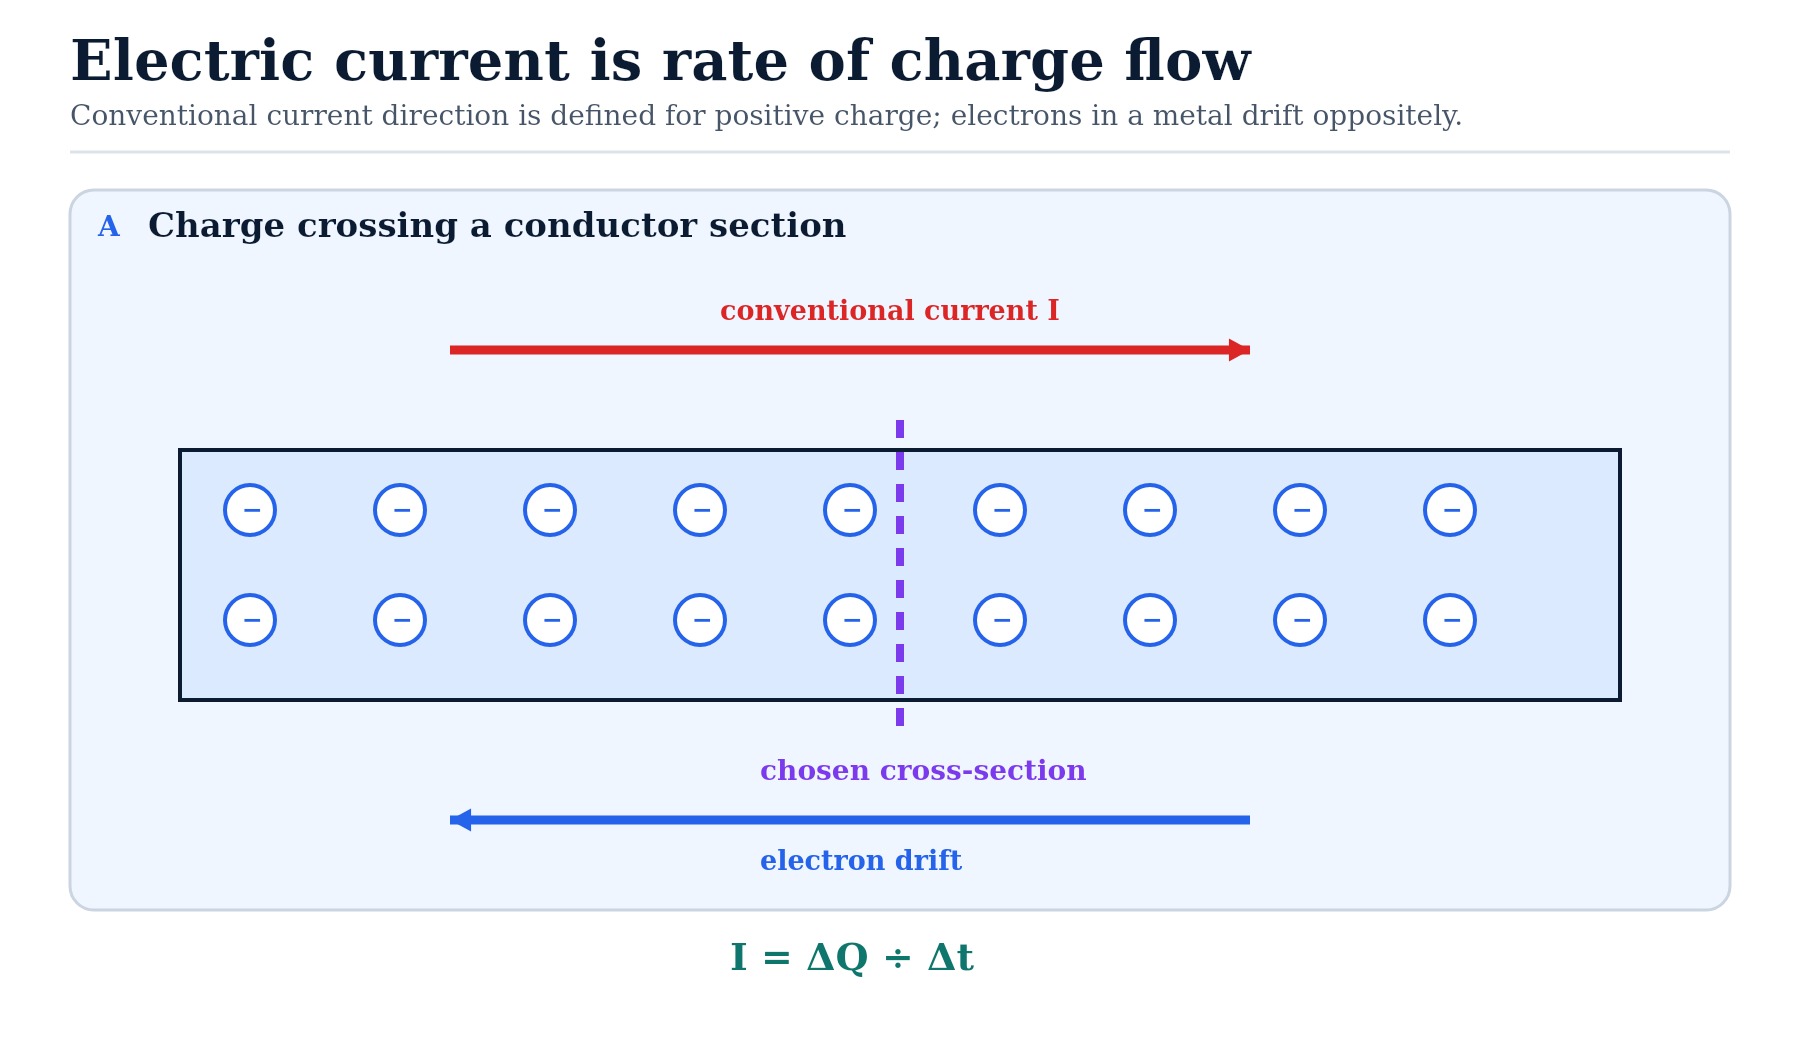 Electric current is rate of charge flow
Conventional current direction is defined for positive charge; electrons in a metal drift oppositely.
A Charge crossing a conductor section
conventional current I
− − − − − − − − −
− − − − − − − − −
chosen cross-section
electron drift
I = ΔQ ÷ Δt